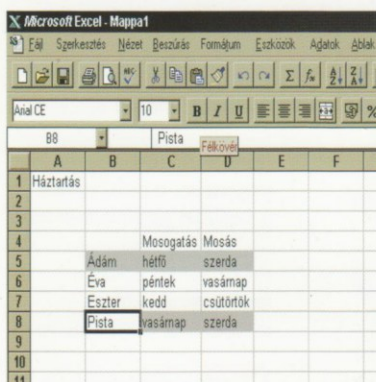 Microsoft Excel - Mappa1
Fájl Szerkesztés Nézet Beszúrás Formátum Eszközök Adatok Ablak
Arial CE 10 B I U %
B8 Pista
Félkövér
A B C D E F
1 Háztartás
2
3
4 Mosogatás Mosás
5 Ádám hétfő szerda
6 Éva péntek vasárnap
7 Eszter kedd csütörtök
8 Pista vasárnap szerda
9
10
11